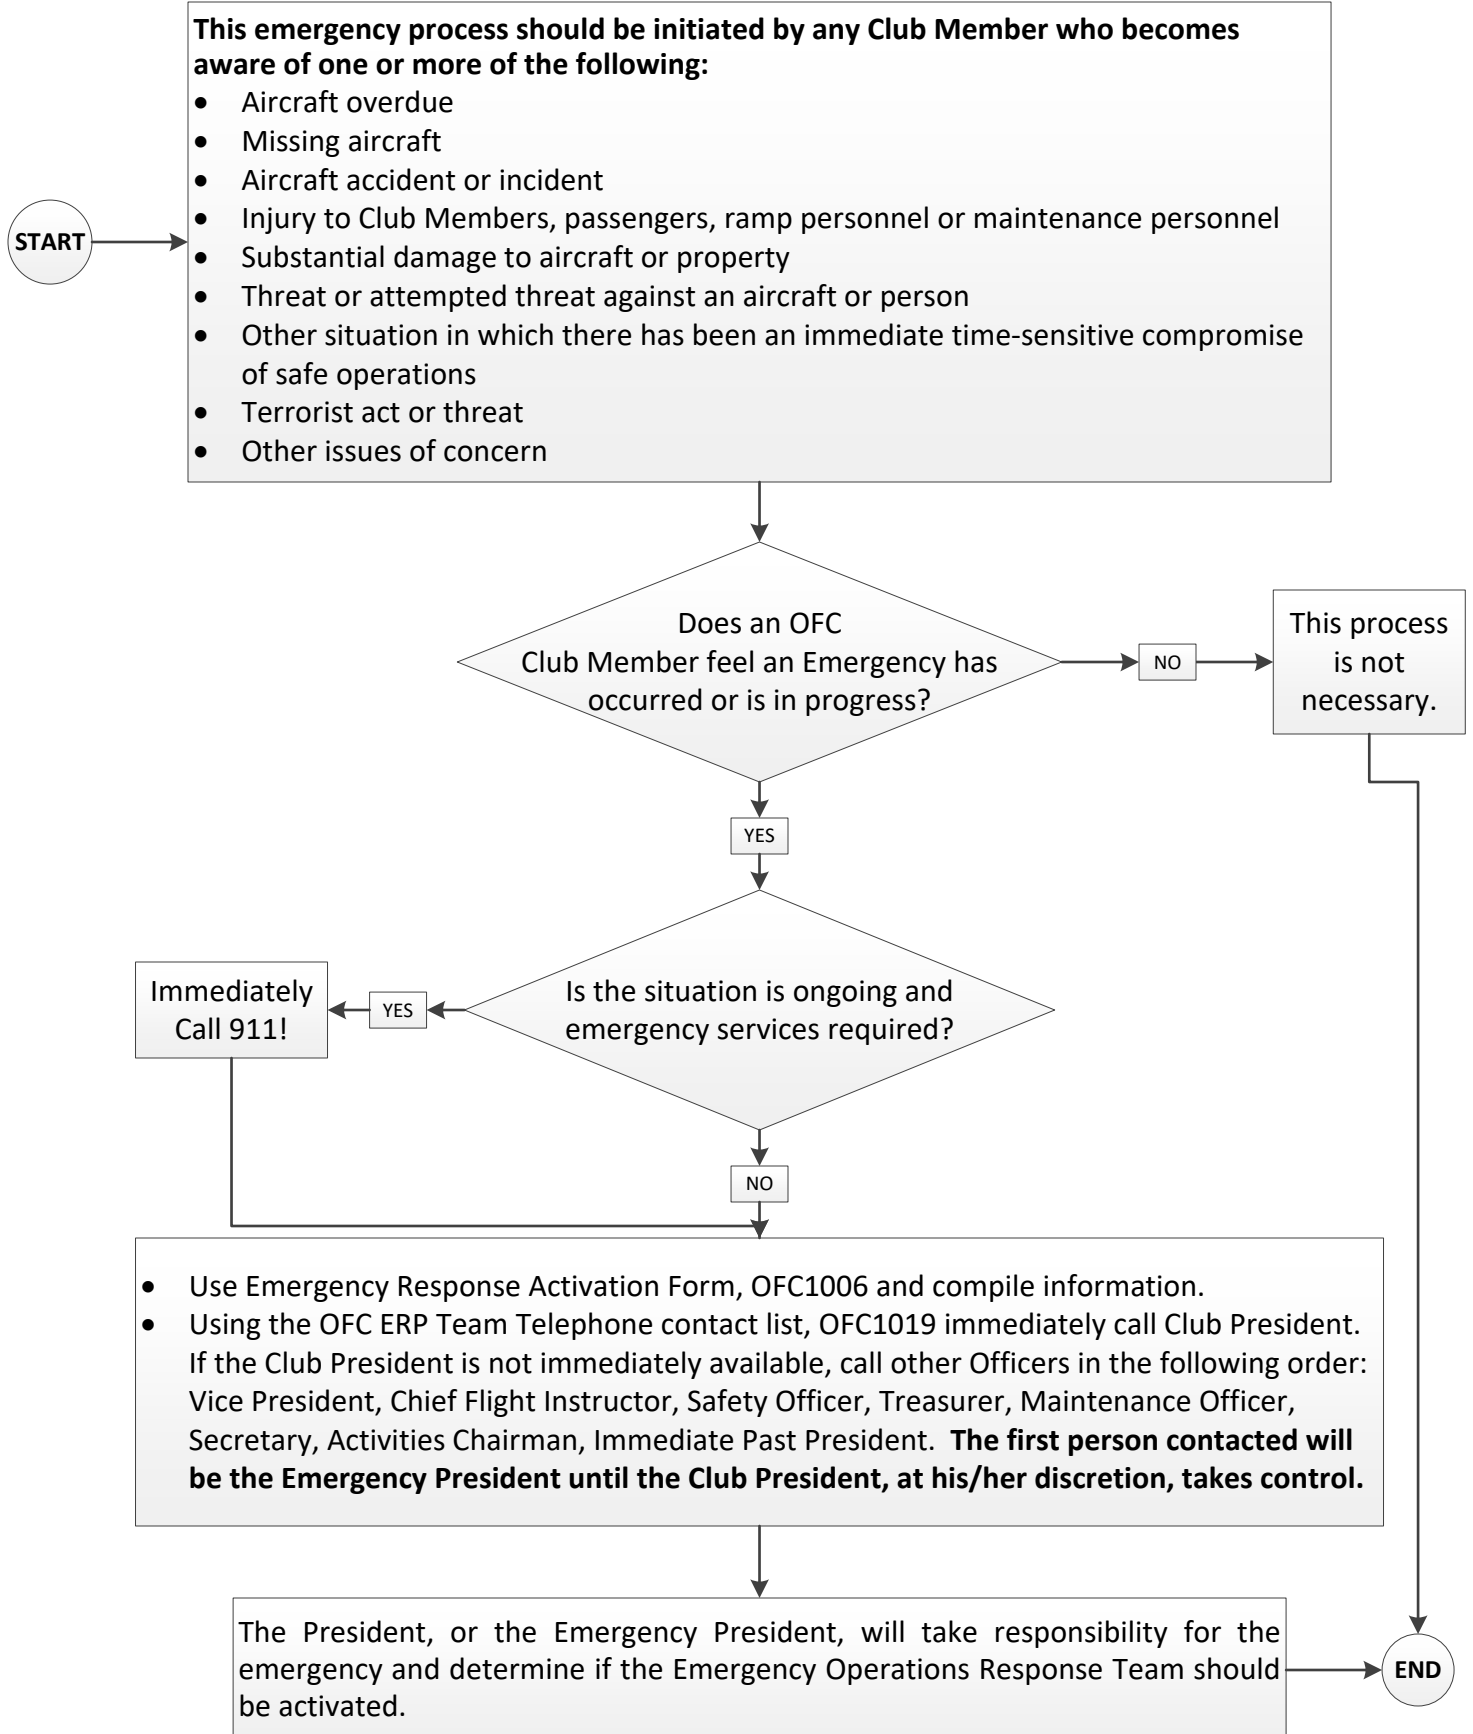 This emergency process should be initiated by any Club Member who becomes
aware of one or more of the following:
• Aircraft overdue
• Missing aircraft
• Aircraft accident or incident
• Injury to Club Members, passengers, ramp personnel or maintenance personnel
• Substantial damage to aircraft or property
• Threat or attempted threat against an aircraft or person
• Other situation in which there has been an immediate time-sensitive compromise
of safe operations
• Terrorist act or threat
• Other issues of concern
START
Does an OFC
Club Member feel an Emergency has
occurred or is in progress?
NO
This process
is not
necessary.
YES
Is the situation is ongoing and
emergency services required?
YES
Immediately
Call 911!
NO
• Use Emergency Response Activation Form, OFC1006 and compile information.
• Using the OFC ERP Team Telephone contact list, OFC1019 immediately call Club President.
If the Club President is not immediately available, call other Officers in the following order:
Vice President, Chief Flight Instructor, Safety Officer, Treasurer, Maintenance Officer,
Secretary, Activities Chairman, Immediate Past President. The first person contacted will
be the Emergency President until the Club President, at his/her discretion, takes control.
The President, or the Emergency President, will take responsibility for the
emergency and determine if the Emergency Operations Response Team should
be activated.
END